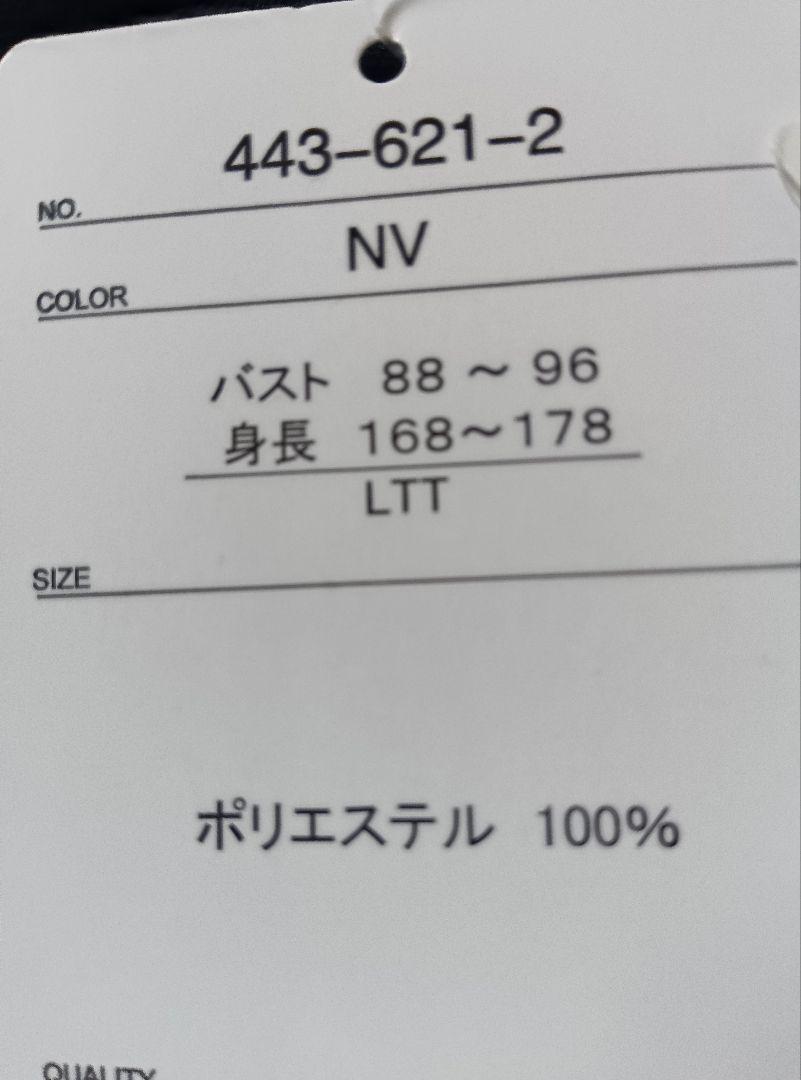 443-621-2
NO.
NV
COLOR
バスト 88 ~ 96
身長 168~178
LTT
SIZE
ポリエステル 100%
QUALITY